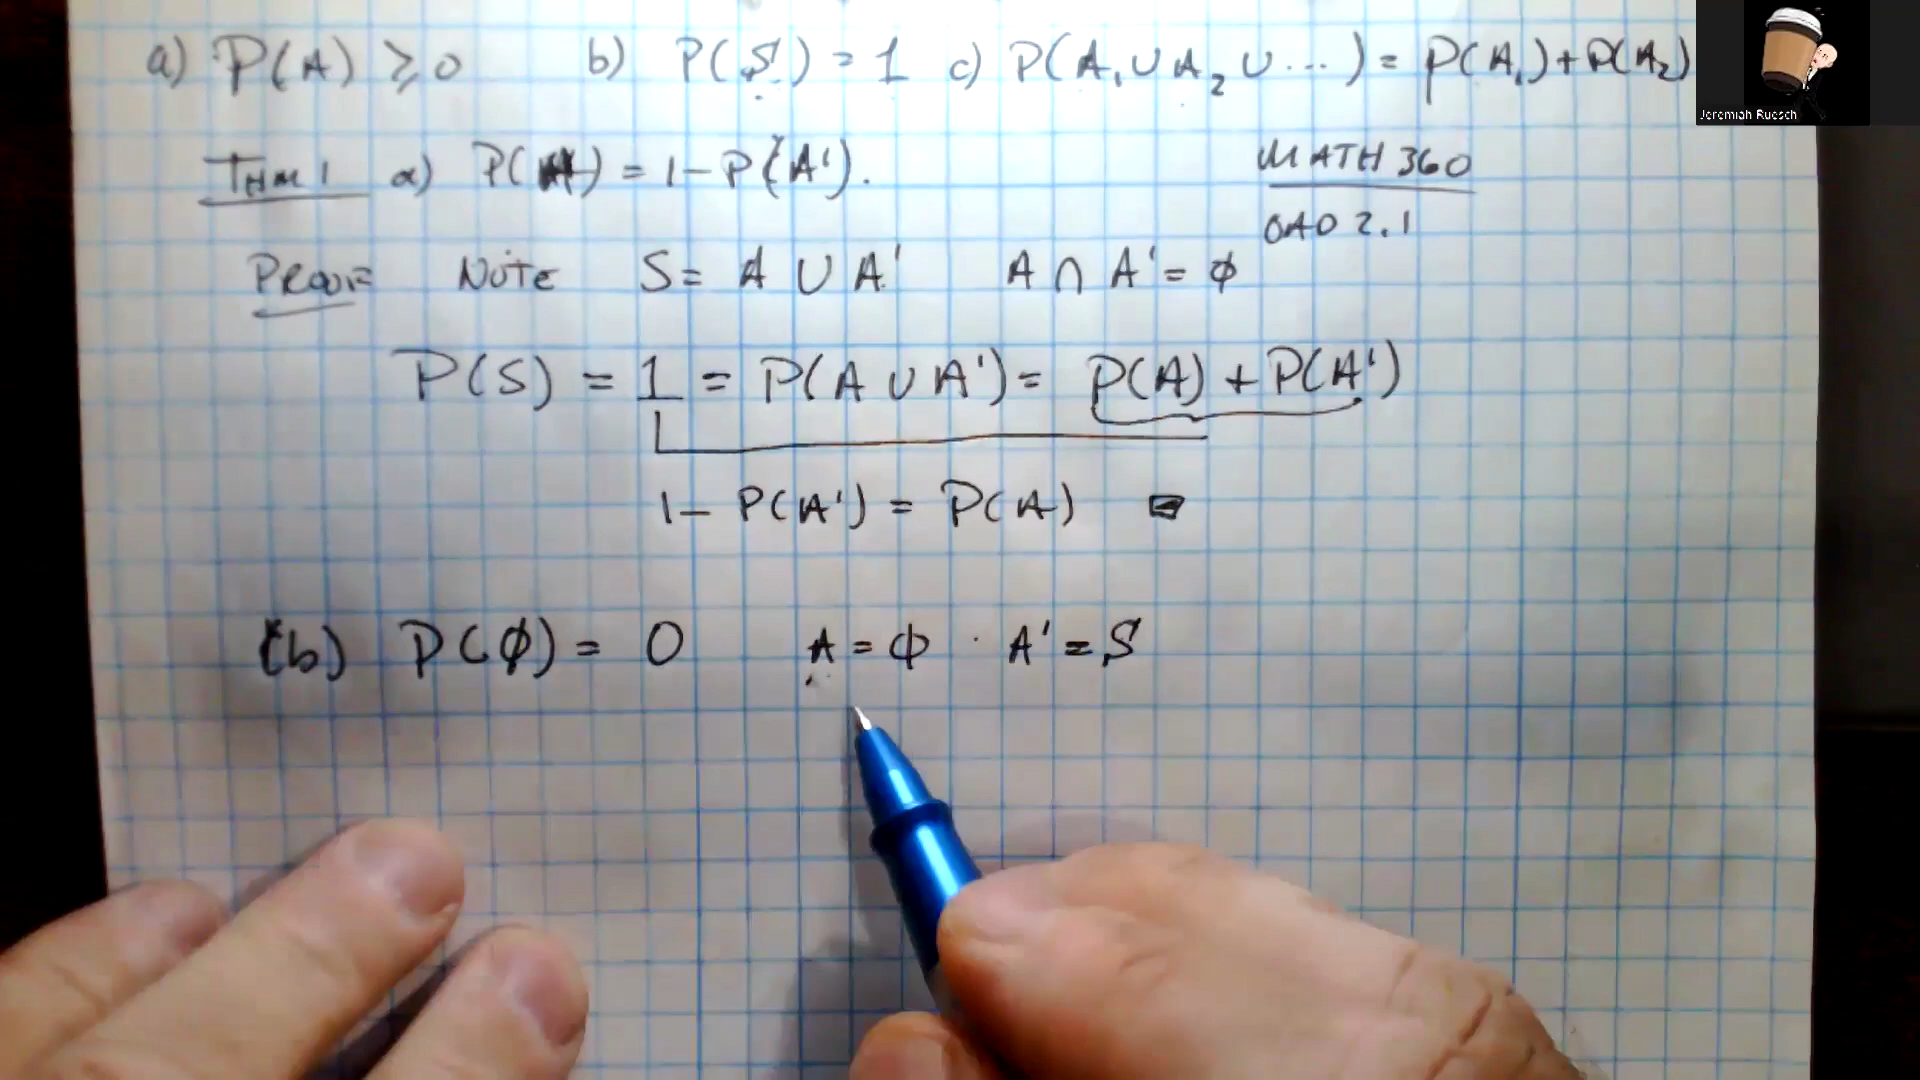 a) P(A) ≥ 0 b) P(S) = 1 c) P(A₁ ∪ A₂ ∪ ...) = P(A₁) + P(A₂)
Jeremiah Ruesch
THM 1 a) P(A) = 1 - P(A').
MATH 360
OAO 2.1
PROOF NOTE S = A ∪ A' A ∩ A' = ϕ
P(S) = 1 = P(A ∪ A') = P(A) + P(A')
1 - P(A') = P(A)
(b) P(ϕ) = 0 A = ϕ . A' = S